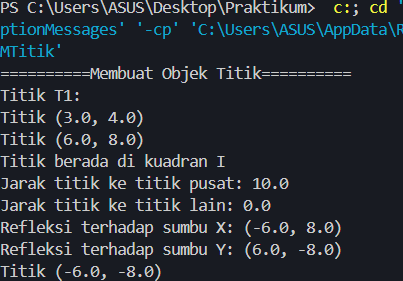 PS C:\Users\ASUS\Desktop\Praktikum>  c:; cd '
ptionMessages' '-cp' 'C:\Users\ASUS\AppData\R
MTitik'
==========Membuat Objek Titik==========
Titik T1:
Titik (3.0, 4.0)
Titik (6.0, 8.0)
Titik berada di kuadran I
Jarak titik ke titik pusat: 10.0
Jarak titik ke titik lain: 0.0
Refleksi terhadap sumbu X: (-6.0, 8.0)
Refleksi terhadap sumbu Y: (6.0, -8.0)
Titik (-6.0, -8.0)